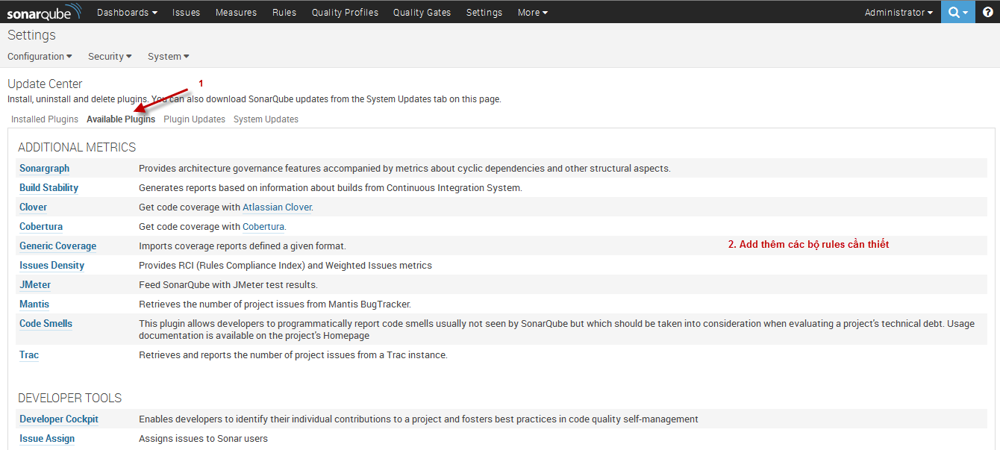 sonarqube Dashboards Issues Measures Rules Quality Profiles Quality Gates Settings More Administrator ?
Settings
Configuration Security System
Update Center
1
Install, uninstall and delete plugins. You can also download SonarQube updates from the System Updates tab on this page.
Installed Plugins Available Plugins Plugin Updates System Updates
ADDITIONAL METRICS
Sonargraph Provides architecture governance features accompanied by metrics about cyclic dependencies and other structural aspects.
Build Stability Generates reports based on information about builds from Continuous Integration System.
Clover Get code coverage with Atlassian Clover.
Cobertura Get code coverage with Cobertura.
Generic Coverage Imports coverage reports defined a given format.
2. Add thêm các bộ rules cần thiết
Issues Density Provides RCI (Rules Compliance Index) and Weighted Issues metrics
JMeter Feed SonarQube with JMeter test results.
Mantis Retrieves the number of project issues from Mantis BugTracker.
Code Smells This plugin allows developers to programmatically report code smells usually not seen by SonarQube but which should be taken into consideration when evaluating a project's technical debt. Usage
documentation is available on the project's Homepage
Trac Retrieves and reports the number of project issues from a Trac instance.
DEVELOPER TOOLS
Developer Cockpit Enables developers to identify their individual contributions to a project and fosters best practices in code quality self-management
Issue Assign Assigns issues to Sonar users